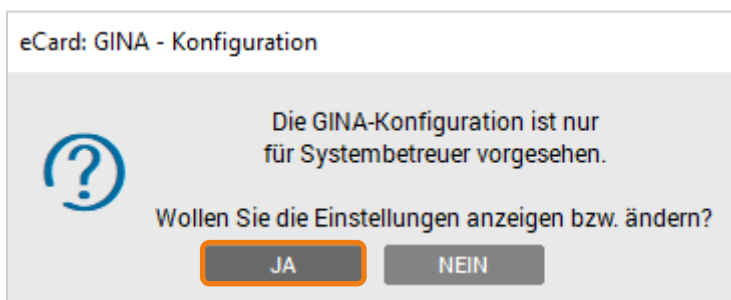 eCard: GINA - Konfiguration
Die GINA-Konfiguration ist nur
für Systembetreuer vorgesehen.
Wollen Sie die Einstellungen anzeigen bzw. ändern?
JA NEIN